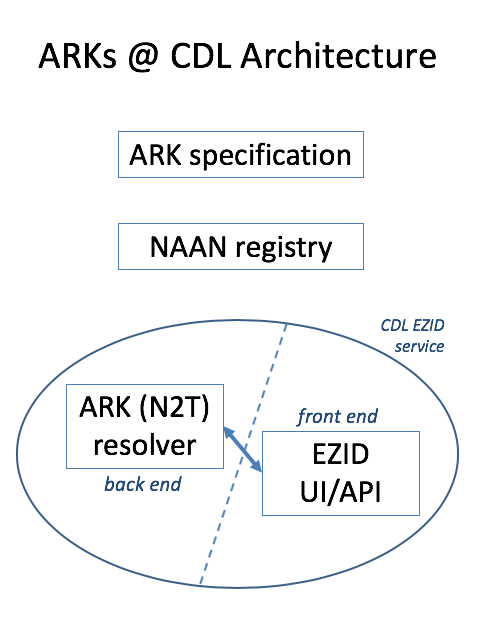 ARKs @ CDL Architecture
ARK specification
NAAN registry
CDL EZID
service
ARK (N2T)
resolver
back end
front end
EZID
UI/API